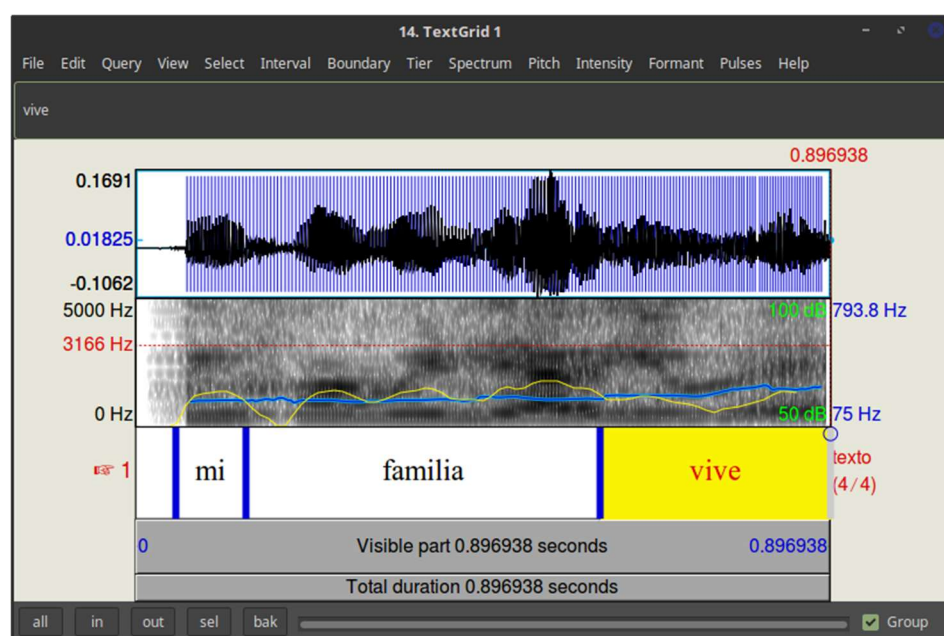 14. TextGrid 1
File Edit Query View Select Interval Boundary Tier Spectrum Pitch Intensity Formant Pulses Help
vive
0.896938
0.1691
0.01825
-0.1062
5000 Hz 100 dB 793.8 Hz
3166 Hz
0 Hz 50 dB 75 Hz
1 mi familia vive texto
(4/4)
0 Visible part 0.896938 seconds 0.896938
Total duration 0.896938 seconds
all in out sel bak Group